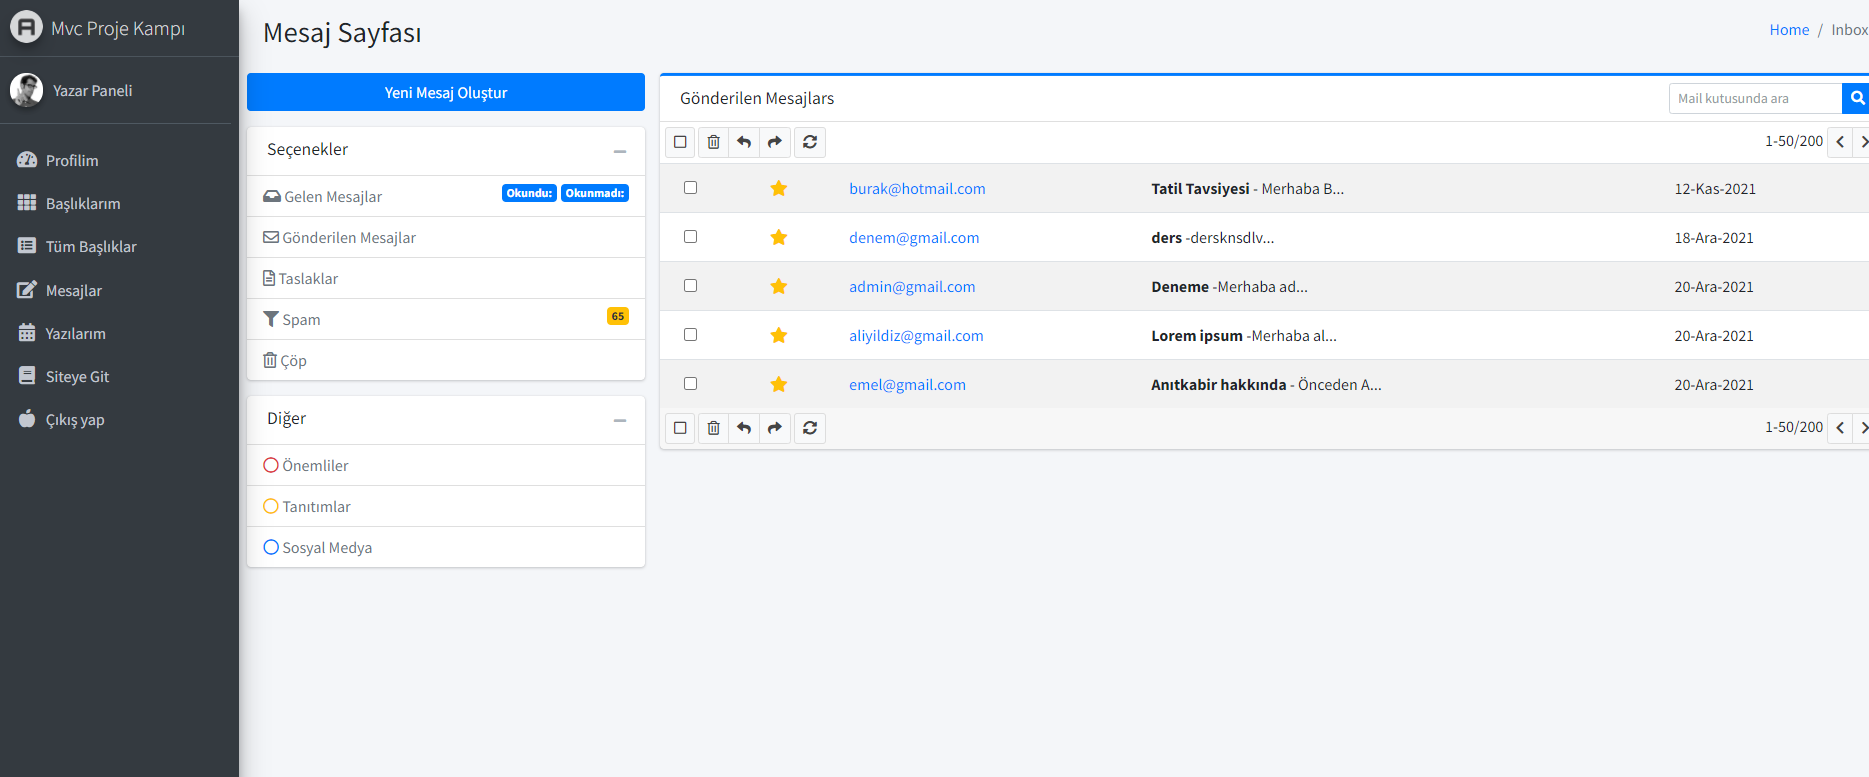 Mvc Proje Kampı
Yazar Paneli
Profilim
Başlıklarım
Tüm Başlıklar
Mesajlar
Yazılarım
Siteye Git
Çıkış yap
Mesaj Sayfası
Home / Inbox
Yeni Mesaj Oluştur
Seçenekler
Gelen Mesajlar Okundu: Okunmadı:
Gönderilen Mesajlar
Taslaklar
Spam 65
Çöp
Diğer
Önemliler
Tanıtımlar
Sosyal Medya
Gönderilen Mesajlars
Mail kutusunda ara
1-50/200
burak@hotmail.com Tatil Tavsiyesi - Merhaba B... 12-Kas-2021
denem@gmail.com ders -dersknsdlv... 18-Ara-2021
admin@gmail.com Deneme -Merhaba ad... 20-Ara-2021
aliyildiz@gmail.com Lorem ipsum -Merhaba al... 20-Ara-2021
emel@gmail.com Anıtkabir hakkında - Önceden A... 20-Ara-2021
1-50/200